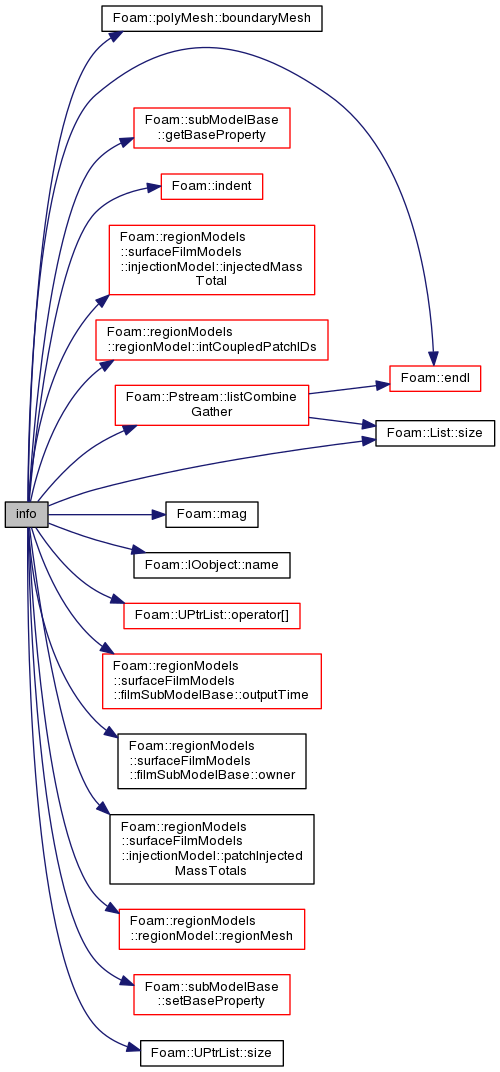 Foam::polyMesh::boundaryMesh
Foam::subModelBase
::getBaseProperty
Foam::indent
Foam::regionModels
::surfaceFilmModels
::injectionModel::injectedMass
Total
Foam::regionModels
::regionModel::intCoupledPatchIDs
Foam::endl
Foam::Pstream::listCombine
Gather
Foam::List::size
info
Foam::mag
Foam::IOobject::name
Foam::UPtrList::operator[]
Foam::regionModels
::surfaceFilmModels
::filmSubModelBase::outputTime
Foam::regionModels
::surfaceFilmModels
::filmSubModelBase::owner
Foam::regionModels
::surfaceFilmModels
::injectionModel::patchInjected
MassTotals
Foam::regionModels
::regionModel::regionMesh
Foam::subModelBase
::setBaseProperty
Foam::UPtrList::size